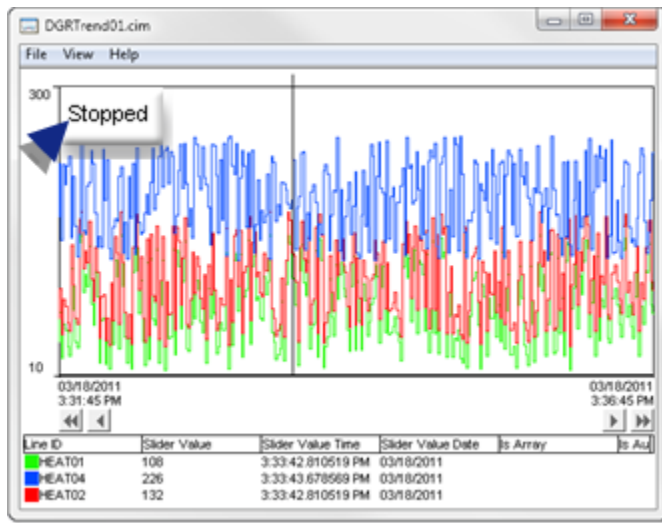 DGRTrend01.cim
File View Help
300
Stopped
10
03/18/2011 03/18/2011
3:31:45 PM 3:36:45 PM
Line ID Slider Value Slider Value Time Slider Value Date Is Array Is Au
HEAT01 108 3:33:42.810519 PM 03/18/2011
HEAT04 226 3:33:43.678569 PM 03/18/2011
HEAT02 132 3:33:42.810519 PM 03/18/2011